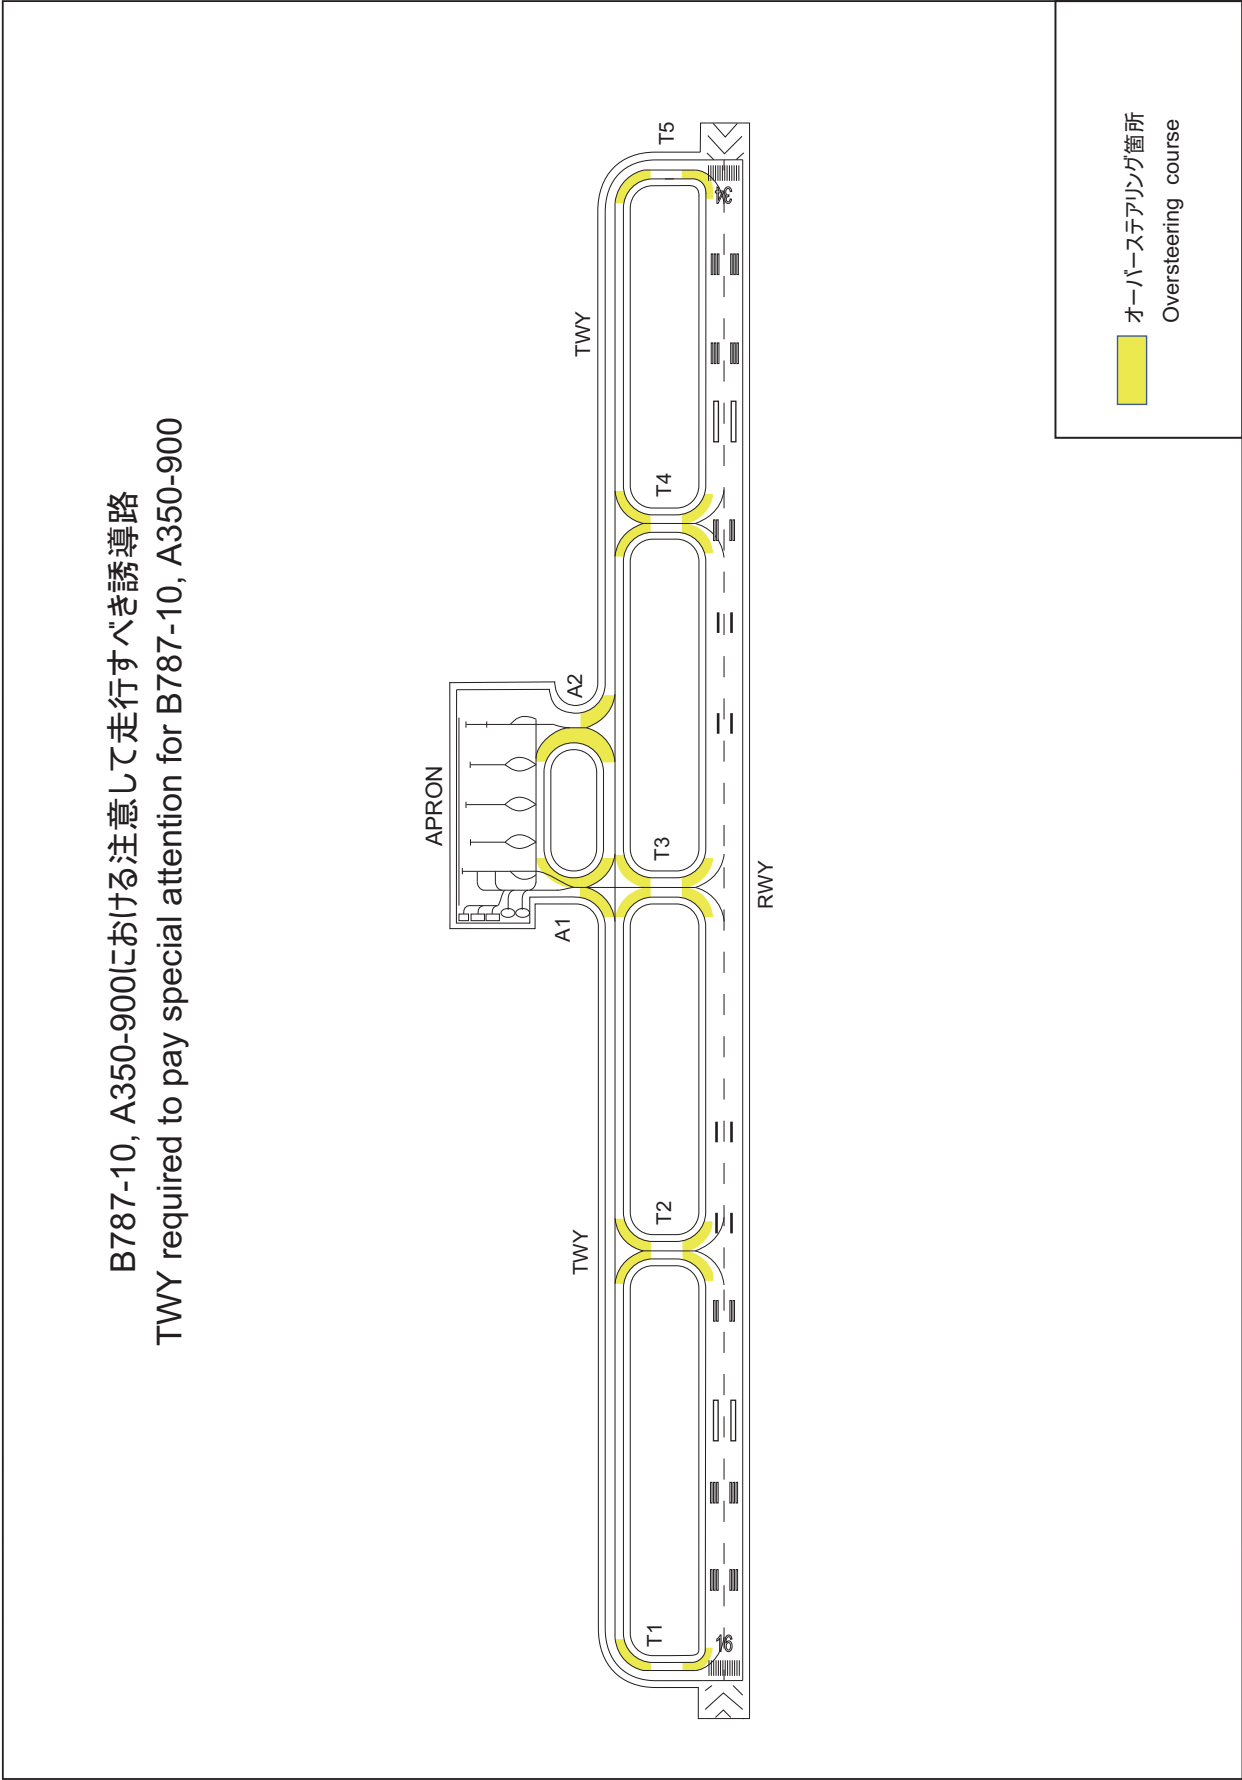 B787-10, A350-900における注意して走行すべき誘導路
TWY required to pay special attention for B787-10, A350-900
APRON
A1
A2
TWY
TWY
T1
T2
T3
T4
T5
16
34
RWY
オーバーステアリング箇所
Oversteering course